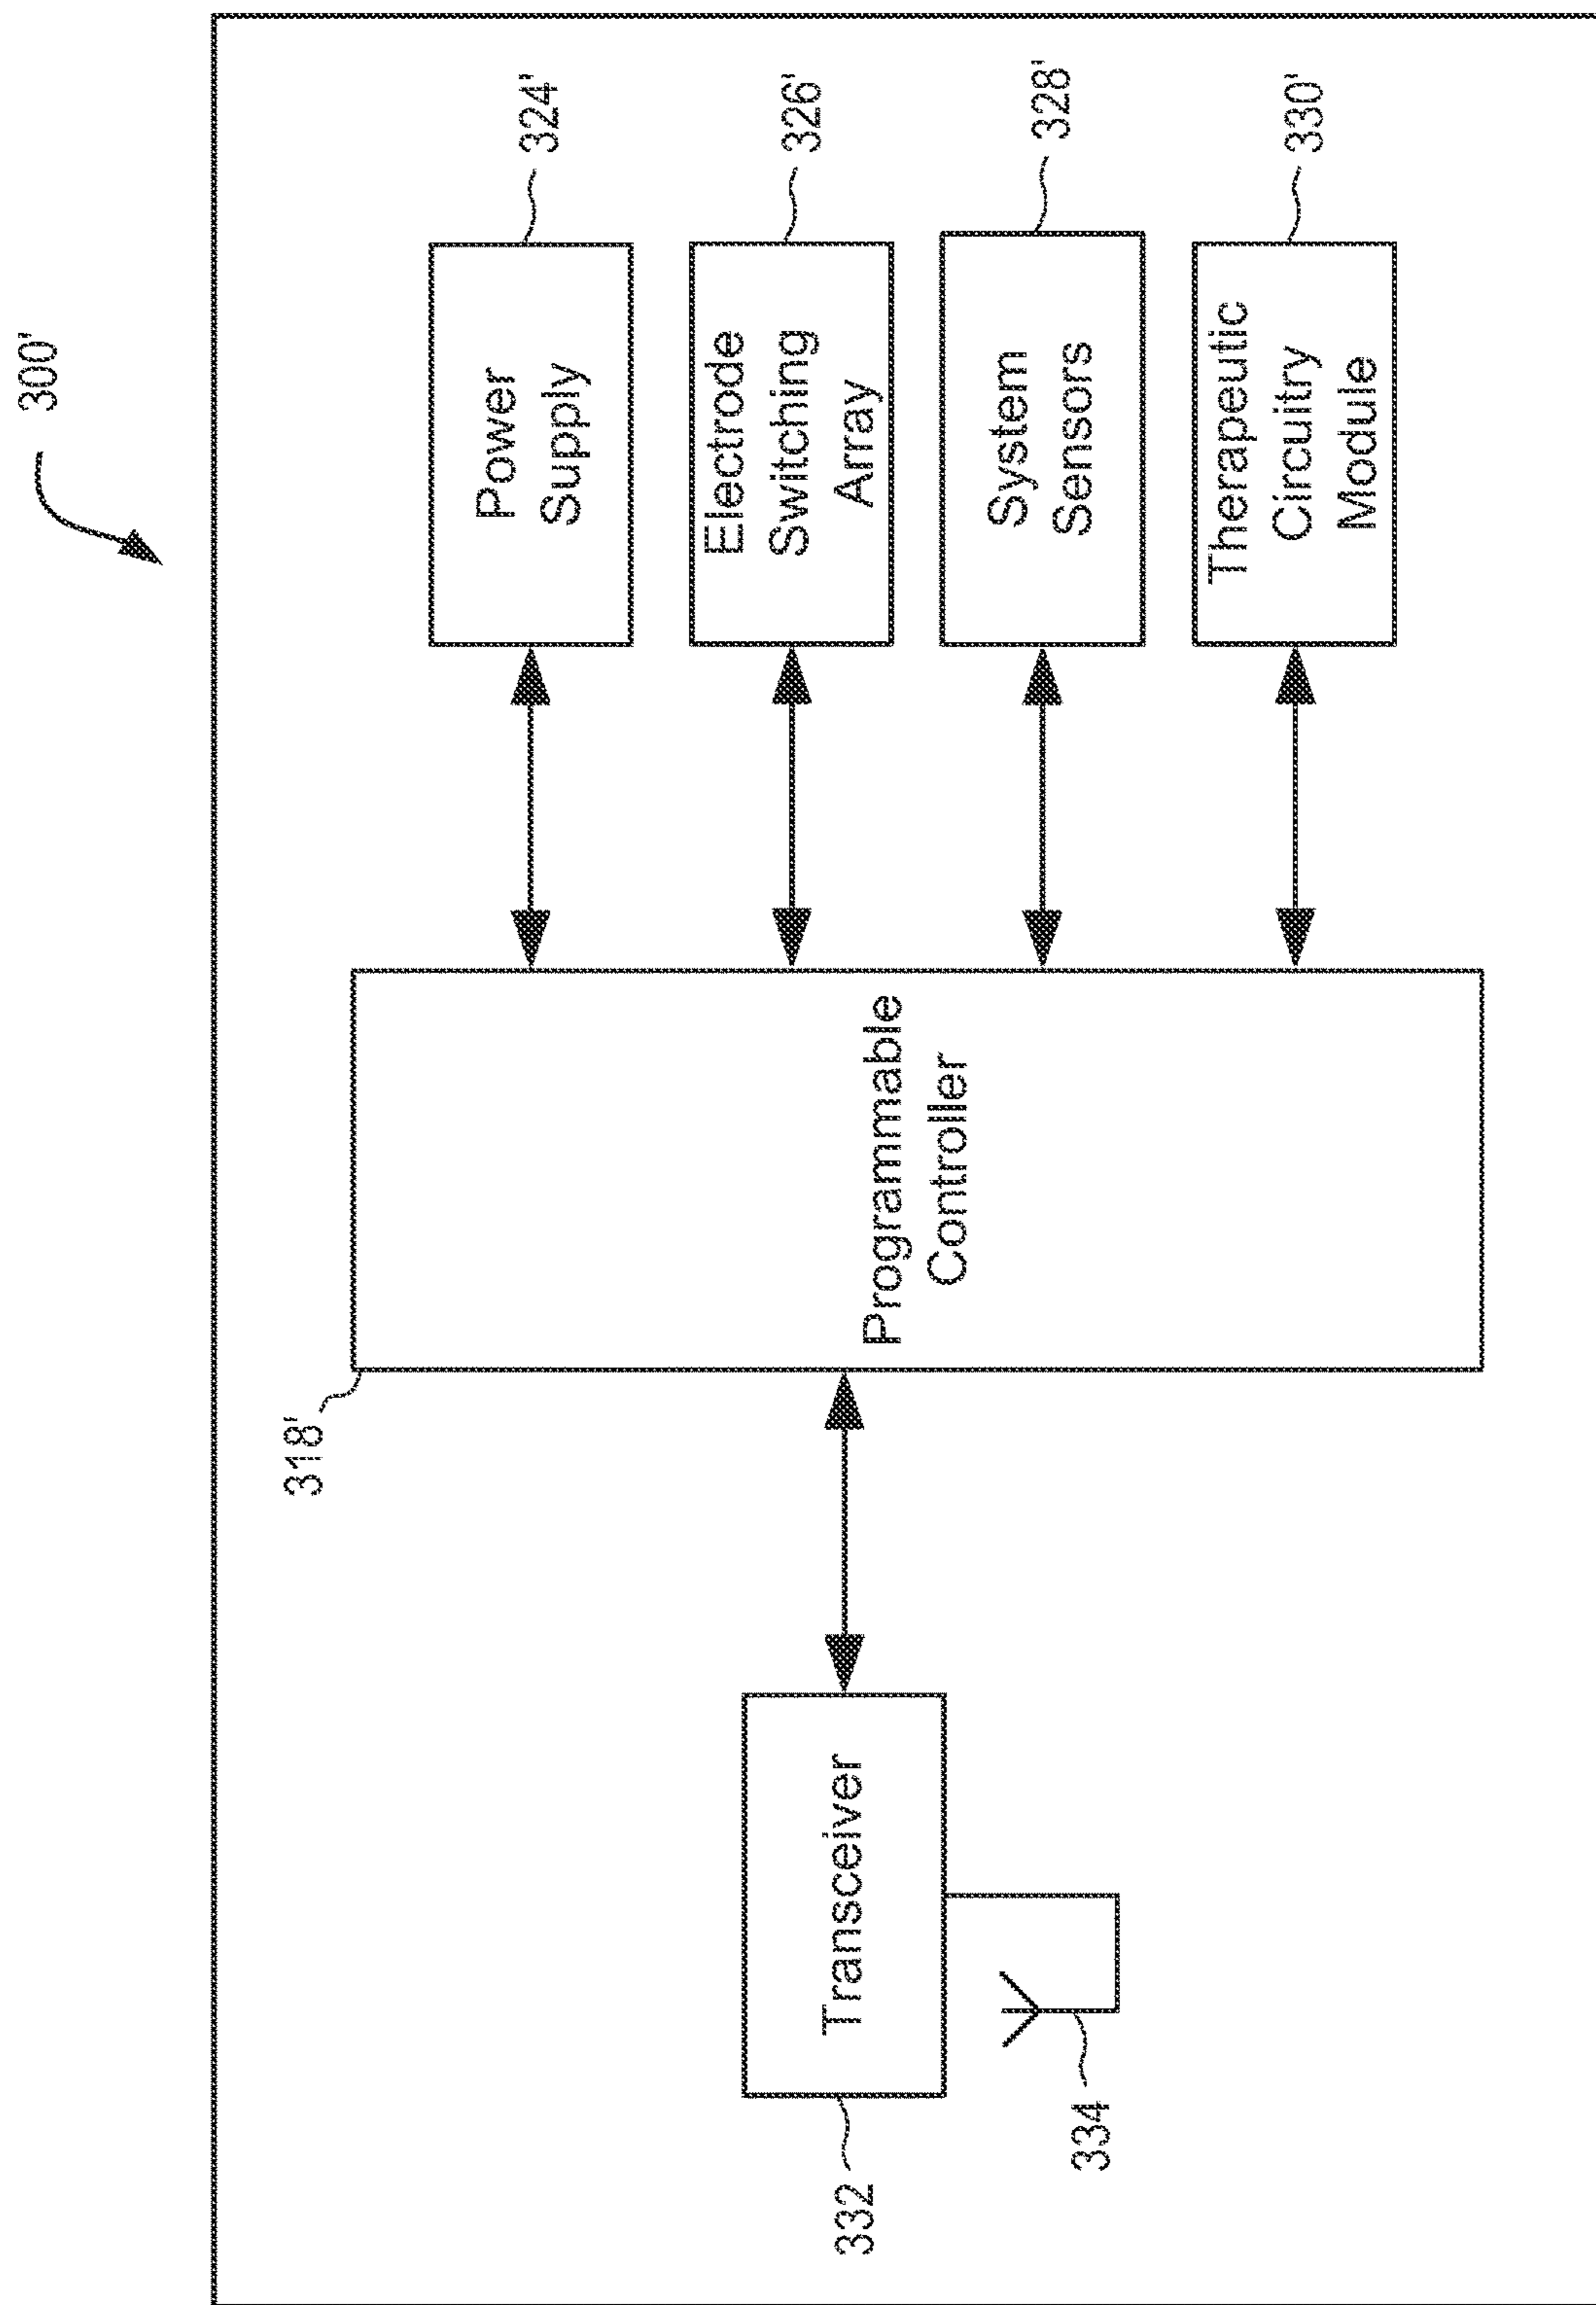 300'
324'
Power
Supply
326'
Electrode
Switching
Array
328'
System
Sensors
330'
Therapeutic
Circuitry
Module
318'
Programmable
Controller
Transceiver
332
334